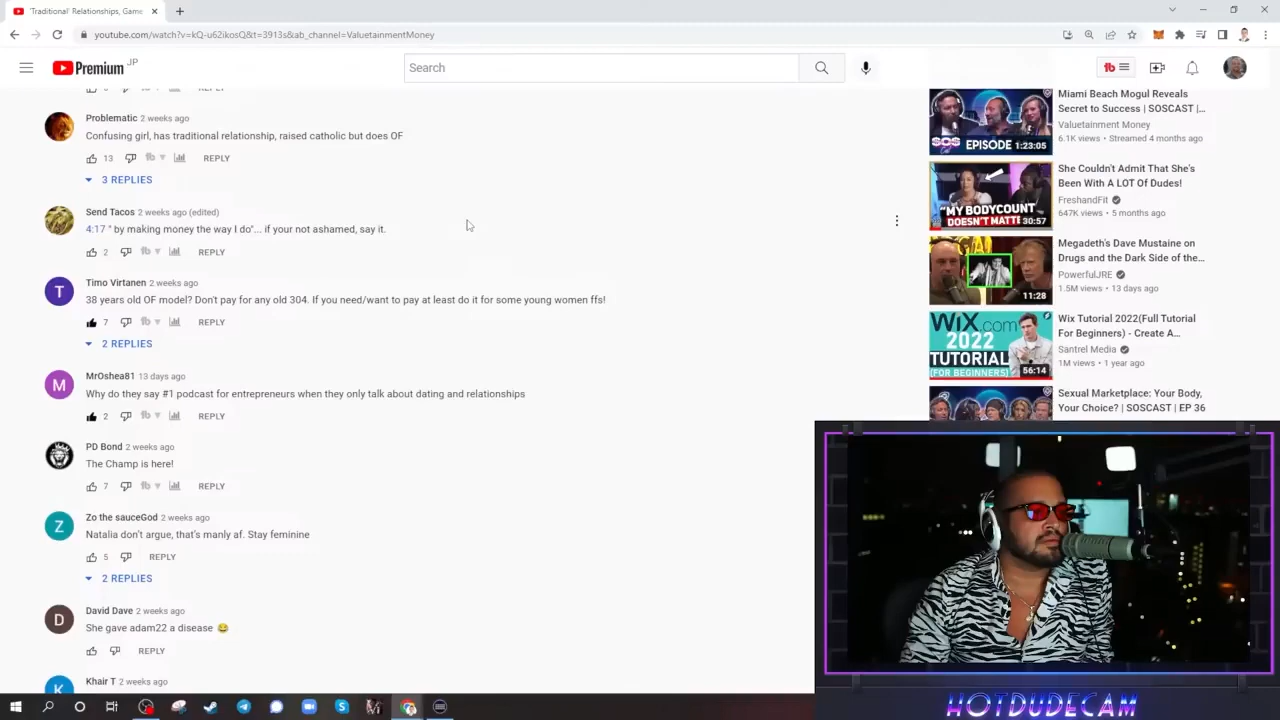 'Traditional' Relationships, Game
youtube.com/watch?v=kQ-u62ikosQ&t=3913s&ab_channel=ValuetainmentMoney
Premium
JP
Search
REPLY
Problematic 2 weeks ago
Confusing girl, has traditional relationship, raised catholic but does OF
13 REPLY
3 REPLIES
Send Tacos 2 weeks ago (edited)
4:17 " by making money the way I do"... if your not ashamed, say it.
2 REPLY
Timo Virtanen 2 weeks ago
38 years old OF model? Don't pay for any old 304. If you need/want to pay at least do it for some young women ffs!
7 REPLY
2 REPLIES
MrOshea81 13 days ago
Why do they say #1 podcast for entrepreneurs when they only talk about dating and relationships
2 REPLY
PD Bond 2 weeks ago
The Champ is here!
7 REPLY
Zo the sauceGod 2 weeks ago
Natalia don't argue, that's manly af. Stay feminine
5 REPLY
2 REPLIES
David Dave 2 weeks ago
She gave adam22 a disease 😂
REPLY
Khair T 2 weeks ago
Miami Beach Mogul Reveals
Secret to Success | SOSCAST |...
Valuetainment Money
6.1K views • Streamed 4 months ago
SOS EPISODE 1:23:05
She Couldn't Admit That She's
Been With A LOT Of Dudes!
FreshandFit
647K views • 5 months ago
"MY BODYCOUNT
DOESN'T MATTE
30:57
Megadeth's Dave Mustaine on
Drugs and the Dark Side of the...
PowerfulJRE
1.5M views • 13 days ago
11:28
Wix Tutorial 2022(Full Tutorial
For Beginners) - Create A...
Santrel Media
1M views • 1 year ago
WiX.com
2022
TUTORIAL
(FOR BEGINNERS)
56:14
Sexual Marketplace: Your Body,
Your Choice? | SOSCAST | EP 36
HOTDUDECAM